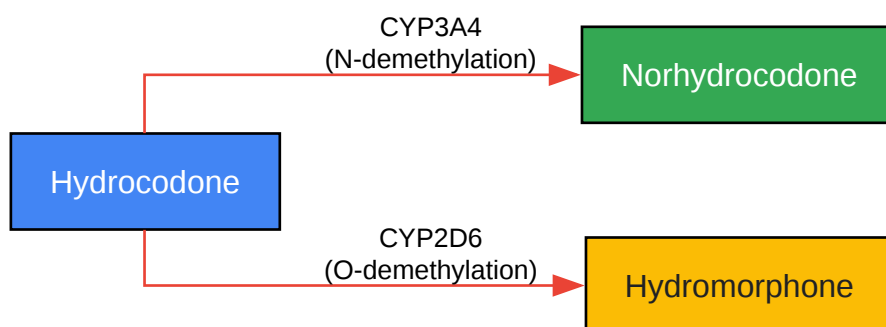 CYP3A4
(N-demethylation)
Norhydrocodone
Hydrocodone
CYP2D6
(O-demethylation)
Hydromorphone